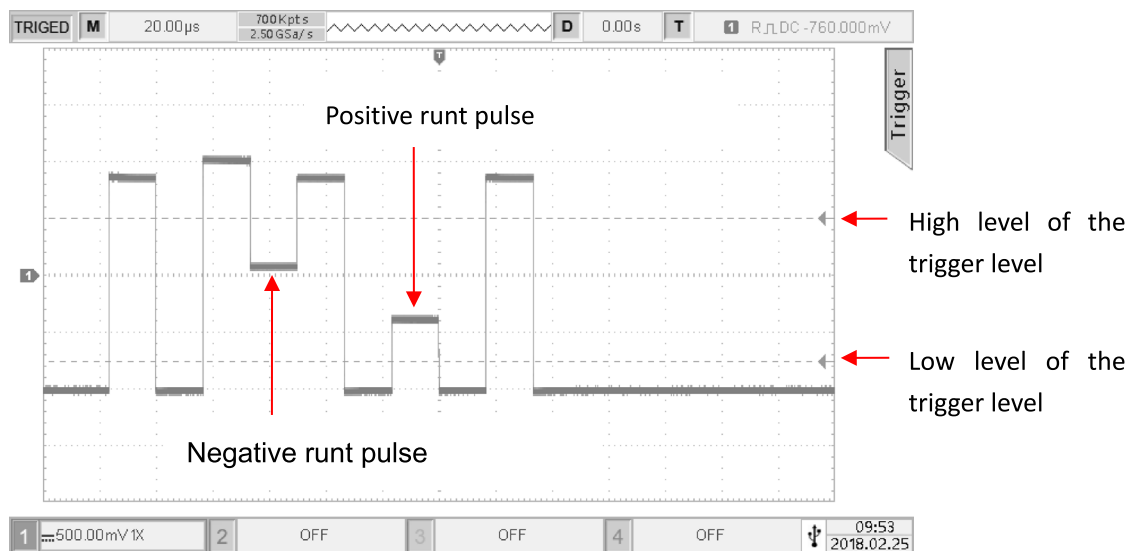 TRIGED M 20.00μs 700Kpts D 0.00s T 1 R DC -760.000mV
2.50GSa/s
T
Trigger
Positive runt pulse
High level of the
trigger level
1
Low level of the
trigger level
Negative runt pulse
1 500.00mV 1X 2 OFF 3 OFF 4 OFF 09:53
2018.02.25